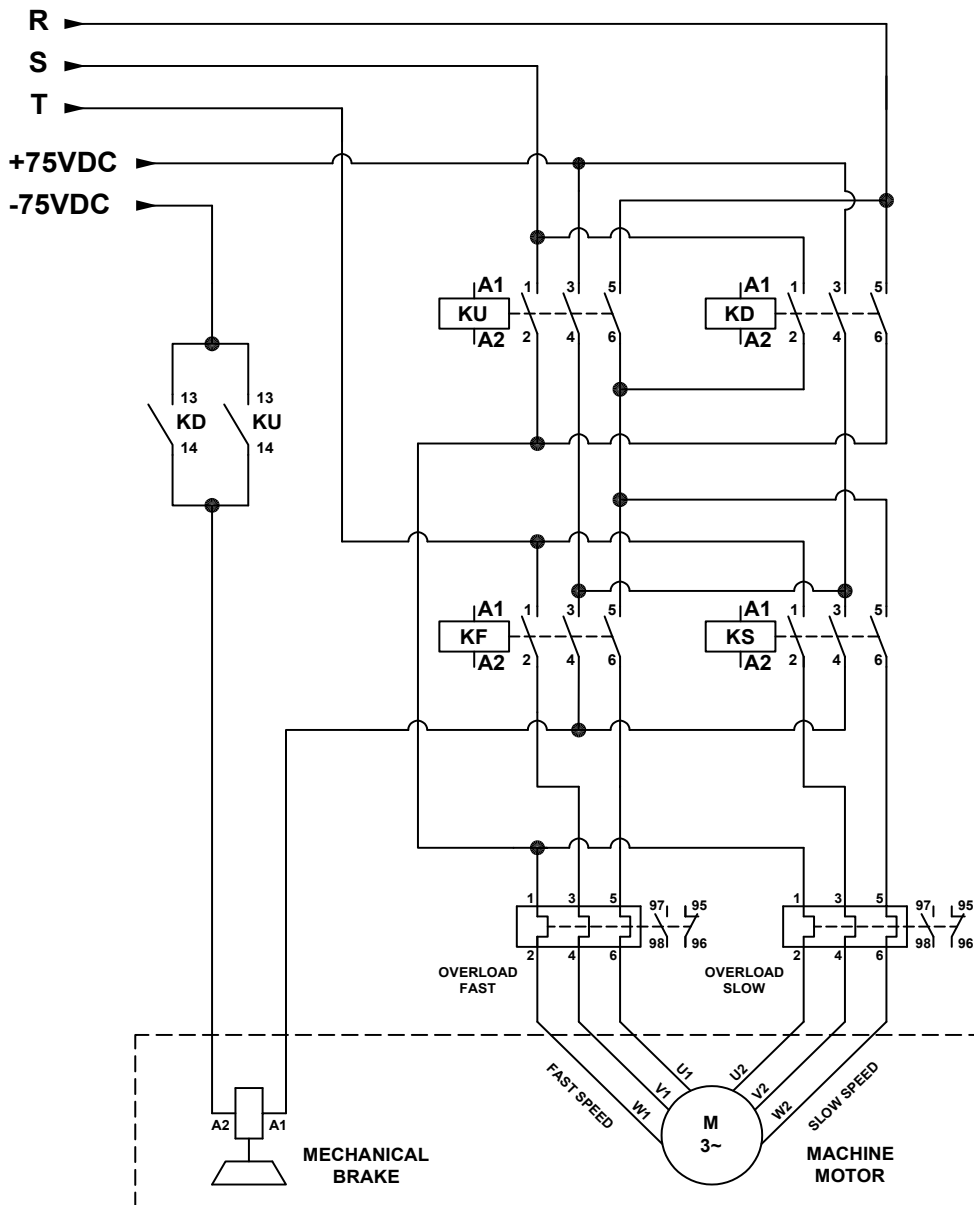 R
S
T
+75VDC
-75VDC
A1
1
3
5
A1
1
3
5
KU
KD
A2
2
4
6
A2
2
4
6
13
13
KD
KU
14
14
A1
1
3
5
A1
1
3
5
KF
KS
A2
2
4
6
A2
2
4
6
1
3
5
97
95
1
3
5
97
95
2
4
6
98
96
2
4
6
98
96
OVERLOAD
FAST
OVERLOAD
SLOW
FAST SPEED
W1
V1
U1
U2
V2
W2
SLOW SPEED
A2
A1
M
3~
MECHANICAL
BRAKE
MACHINE
MOTOR